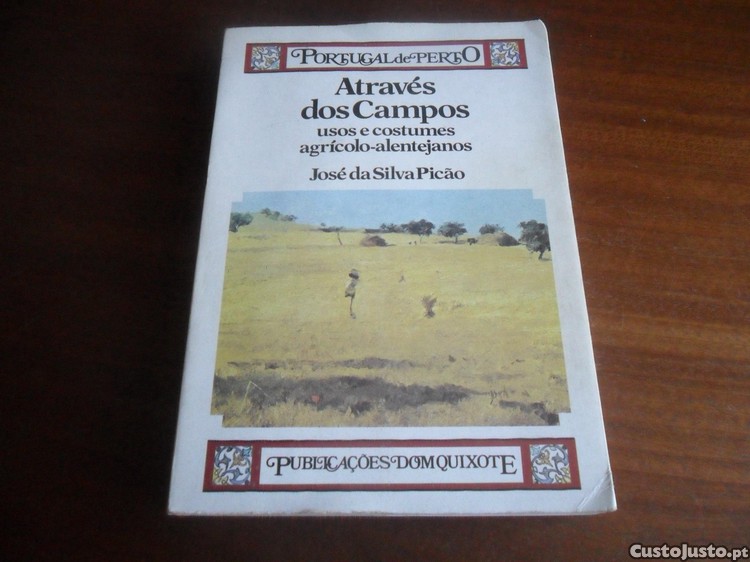 PORTUGAL de PERTO
Através
dos Campos
usos e costumes
agrícolo-alentejanos
José da Silva Picão
PUBLICAÇÕES DOM QUIXOTE
CustoJusto.pt